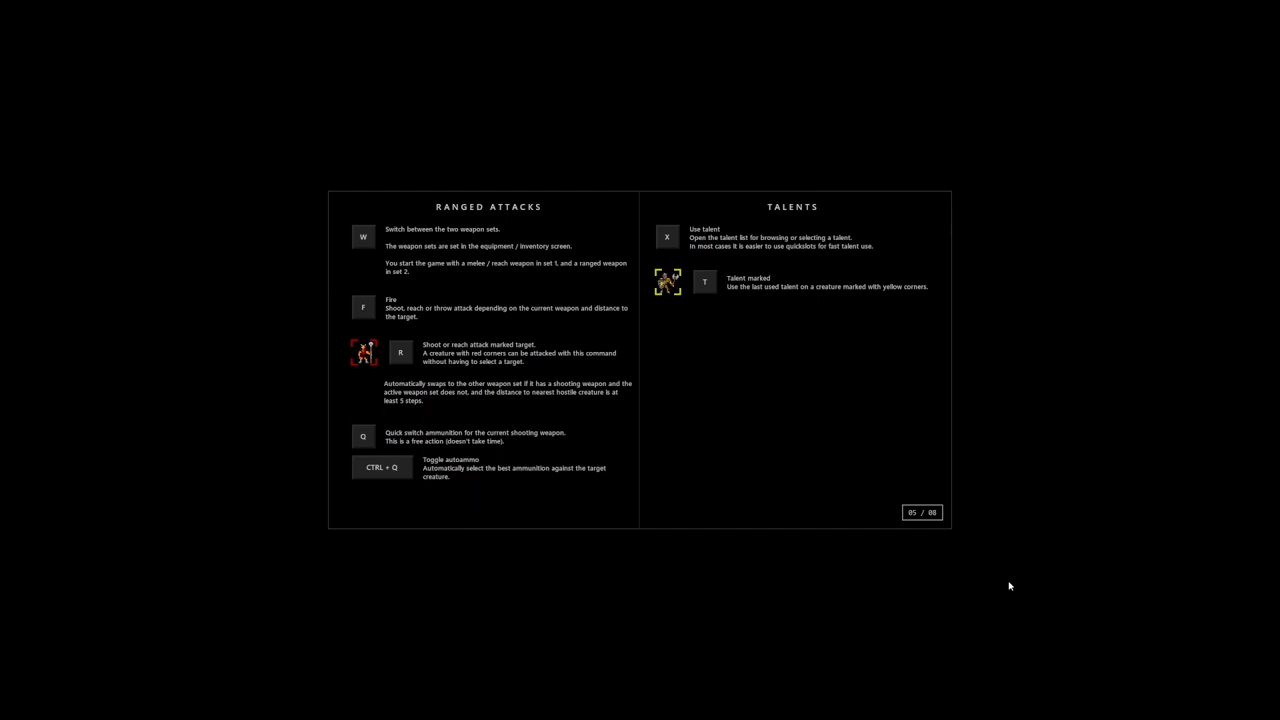 RANGED ATTACKS
W
Switch between the two weapon sets.
The weapon sets are set in the equipment / inventory screen.
You start the game with a melee / reach weapon in set 1. and a ranged weapon
in set 2.
F
Fire
Shoot, reach or throw attack depending on the current weapon and distance to
the target.
R
Shoot or reach attack marked target.
A creature with red corners can be attacked with this command
without having to select a target.
Automatically swaps to the other weapon set if it has a shooting weapon and the
active weapon set does not, and the distance to nearest hostile creature is at
least 5 steps.
Q
Quick switch ammunition for the current shooting weapon.
This is a free action (doesn't take time).
CTRL + Q
Toggle autoammo
Automatically select the best ammunition against the target
creature.
TALENTS
X
Use talent
Open the talent list for browsing or selecting a talent.
In most cases it is easier to use quickslots for fast talent use.
T
Talent marked
Use the last used talent on a creature marked with yellow corners.
05 / 08